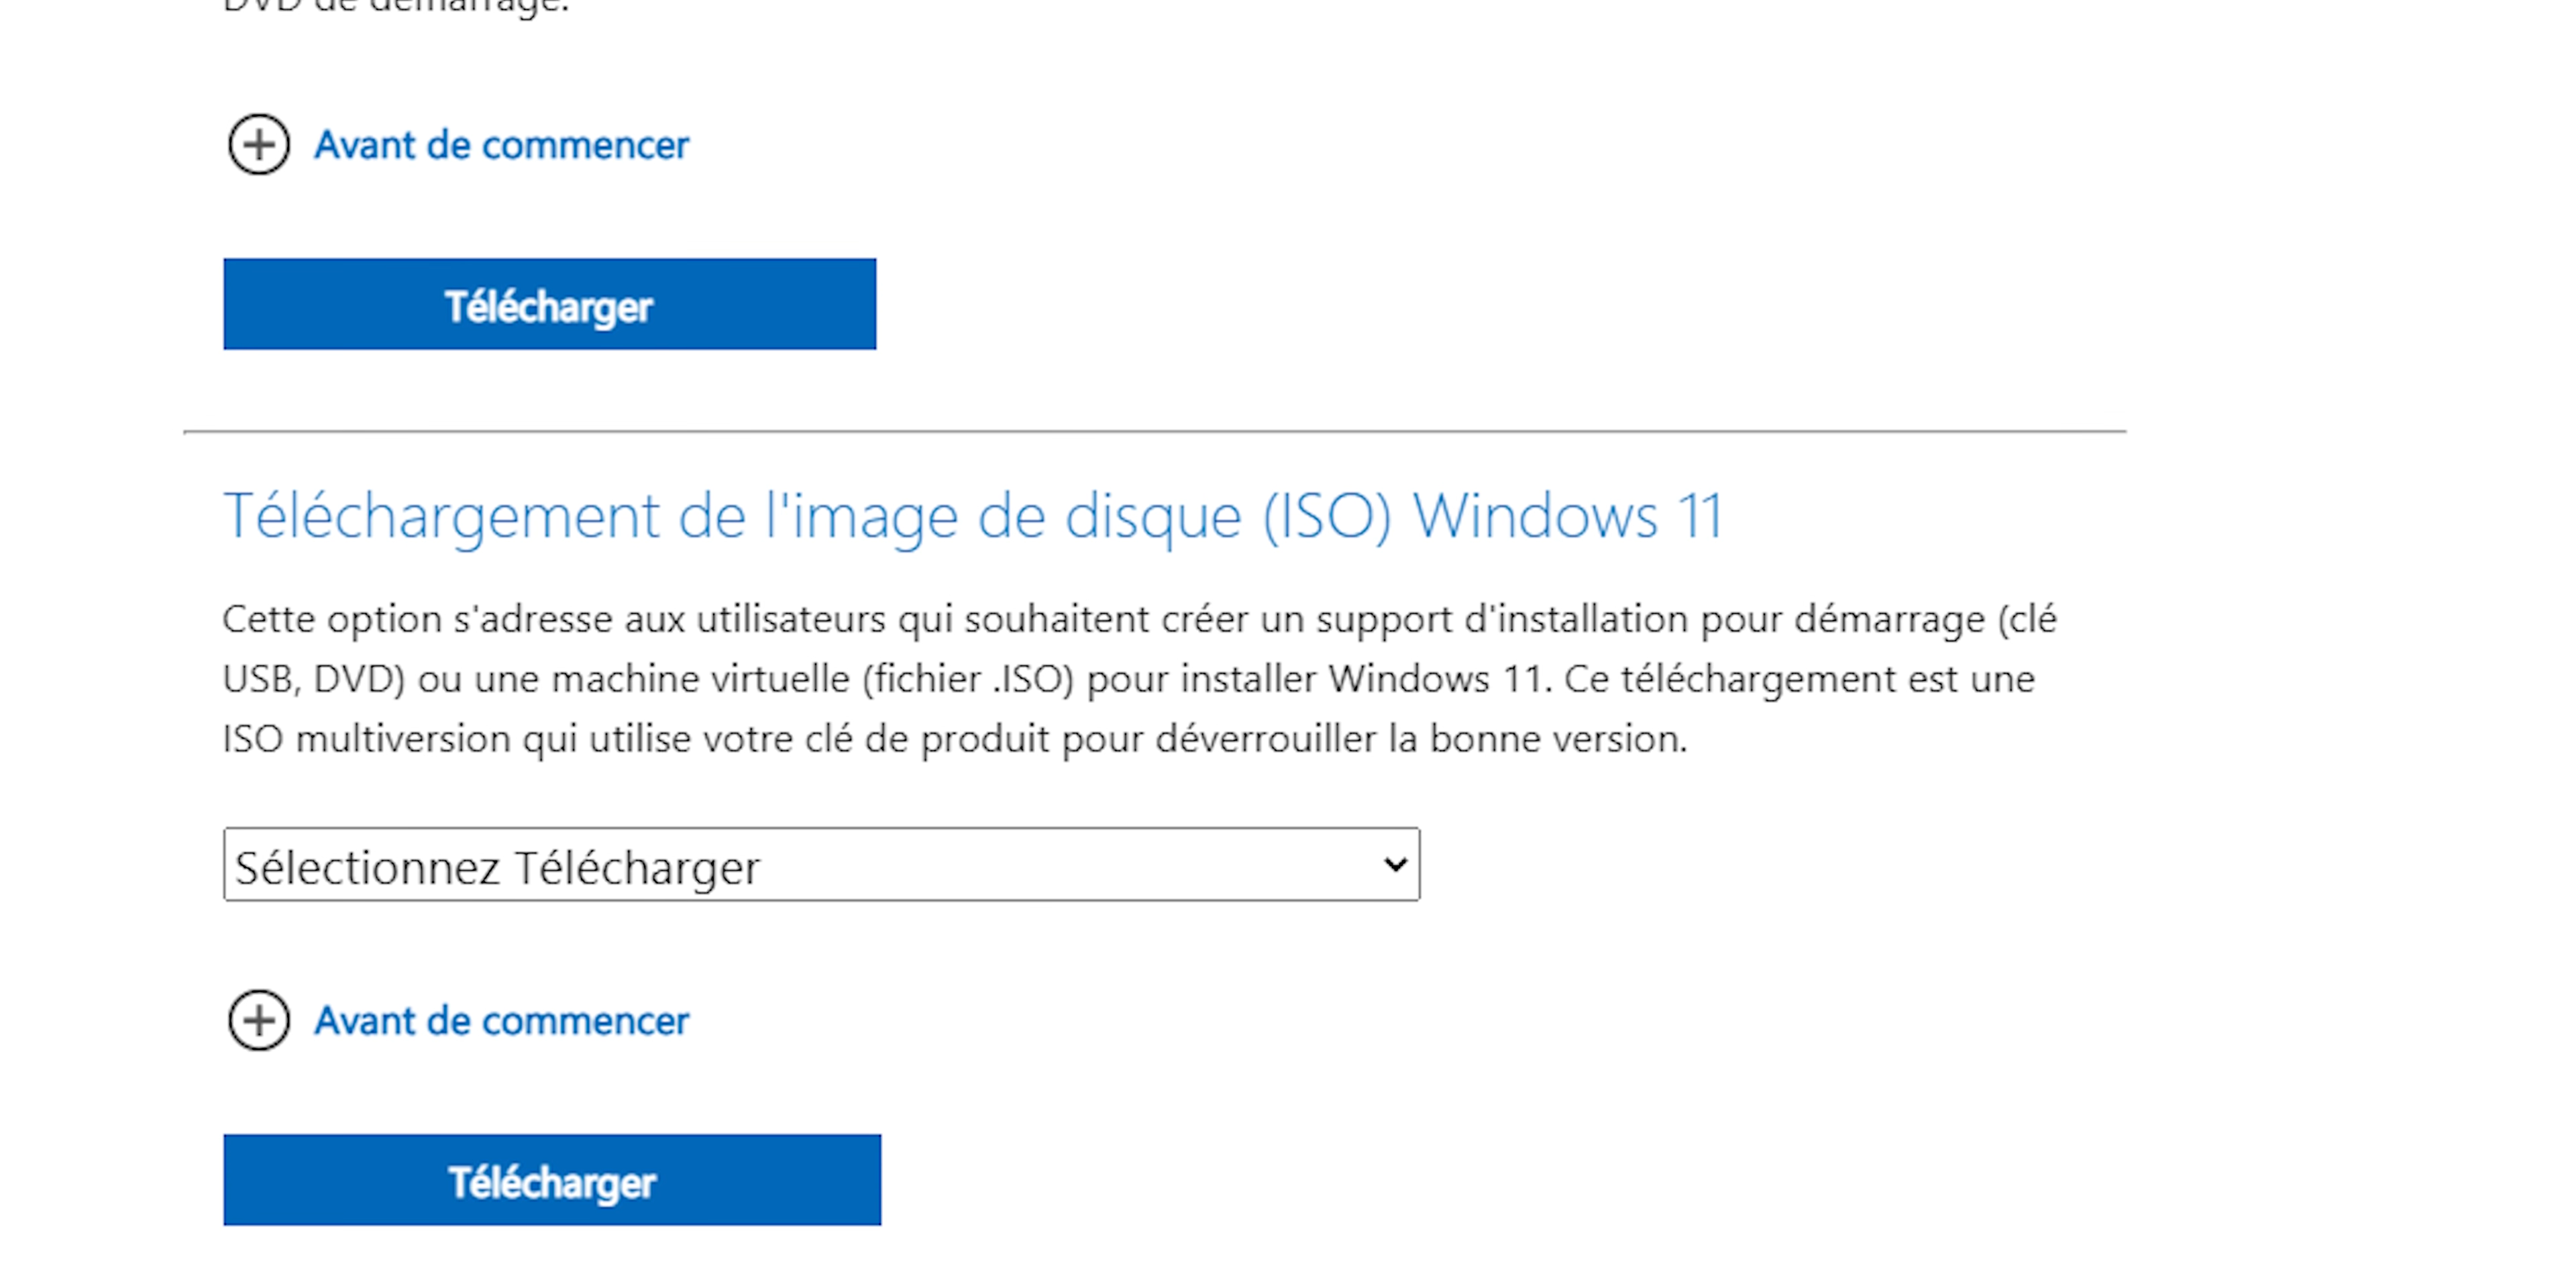 DVD de démarrage.
Avant de commencer
Télécharger
Téléchargement de l'image de disque (ISO) Windows 11
Cette option s'adresse aux utilisateurs qui souhaitent créer un support d'installation pour démarrage (clé
USB, DVD) ou une machine virtuelle (fichier .ISO) pour installer Windows 11. Ce téléchargement est une
ISO multiversion qui utilise votre clé de produit pour déverrouiller la bonne version.
Sélectionnez Télécharger
Avant de commencer
Télécharger